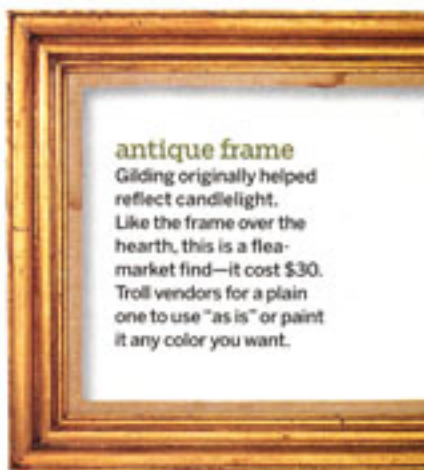 antique frame
Gilding originally helped
reflect candlelight.
Like the frame over the
hearth, this is a flea-
market find—it cost $30.
Troll vendors for a plain
one to use "as is" or paint
it any color you want.